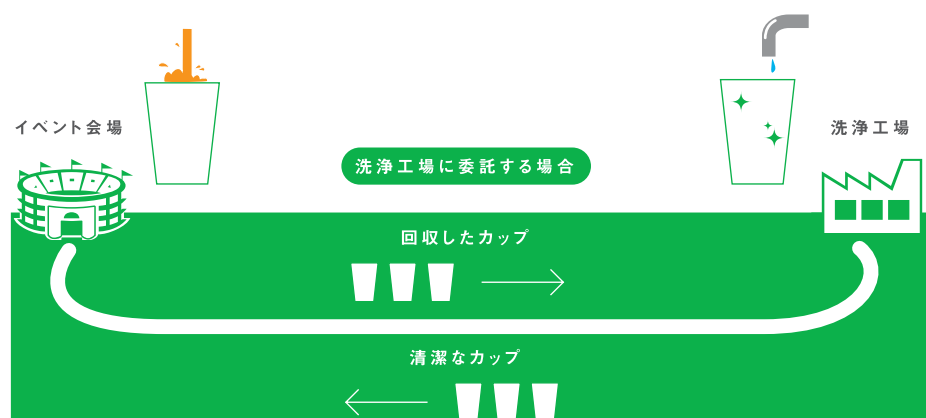 イベント会場
洗浄工場
洗浄工場に委託する場合
回収したカップ
清潔なカップ